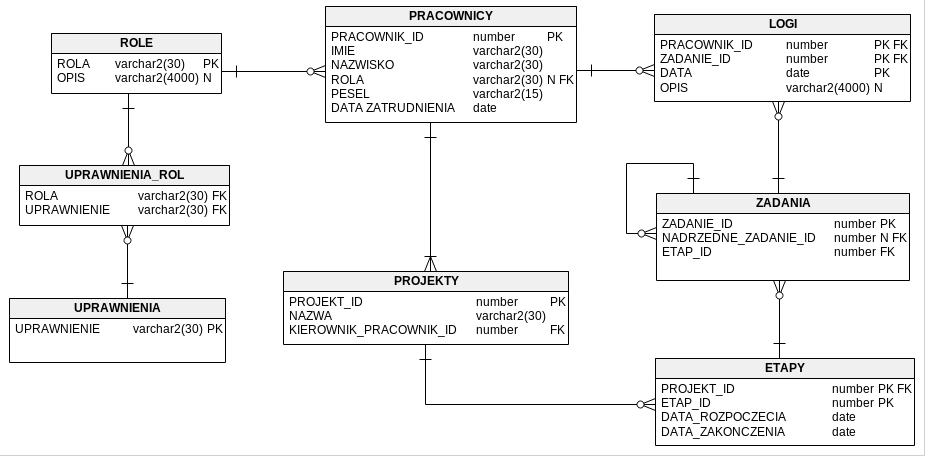 ROLE
ROLA varchar2(30) PK
OPIS varchar2(4000) N
PRACOWNICY
PRACOWNIK_ID number PK
IMIE varchar2(30)
NAZWISKO varchar2(30)
ROLA varchar2(30) N FK
PESEL varchar2(15)
DATA ZATRUDNIENIA date
LOGI
PRACOWNIK_ID number PK FK
ZADANIE_ID number PK FK
DATA date PK
OPIS varchar2(4000) N
UPRAWNIENIA_ROL
ROLA varchar2(30) FK
UPRAWNIENIE varchar2(30) FK
ZADANIA
ZADANIE_ID number PK
NADRZEDNE_ZADANIE_ID number N FK
ETAP_ID number FK
UPRAWNIENIA
UPRAWNIENIE varchar2(30) PK
PROJEKTY
PROJEKT_ID number PK
NAZWA varchar2(30)
KIEROWNIK_PRACOWNIK_ID number FK
ETAPY
PROJEKT_ID number PK FK
ETAP_ID number PK
DATA_ROZPOCZECIA date
DATA_ZAKONCZENIA date